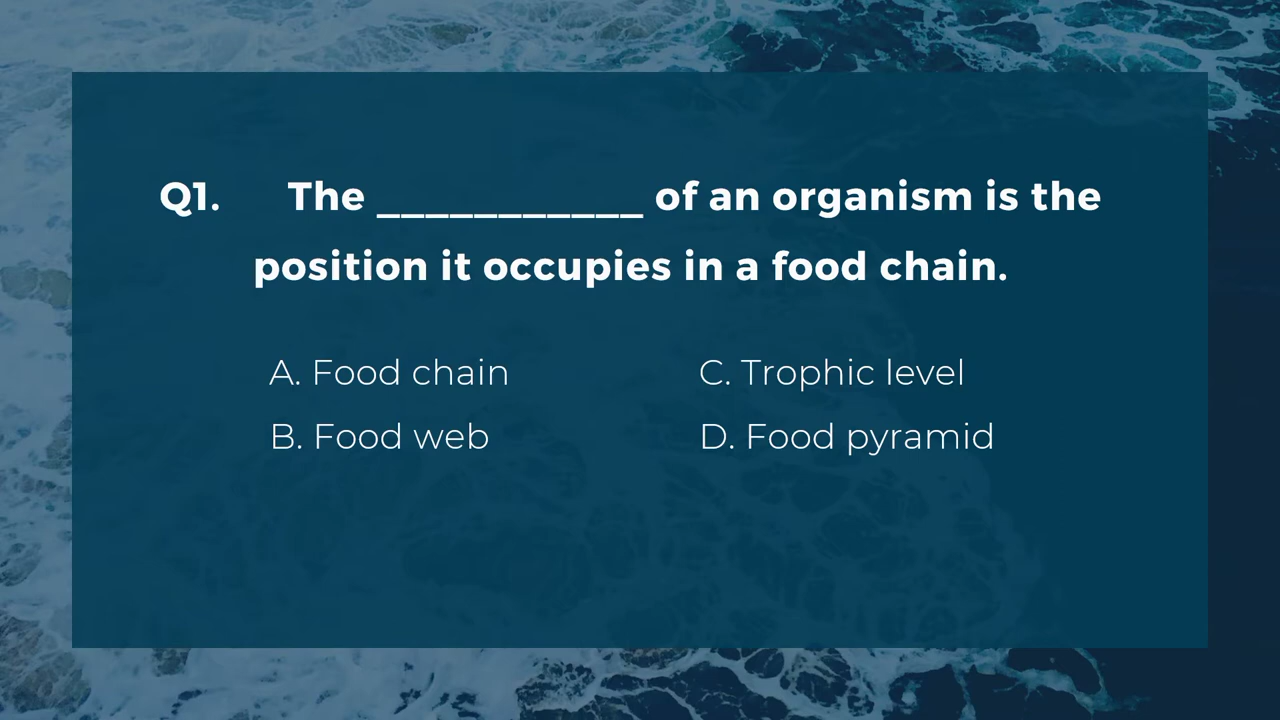 Q1. The ___________ of an organism is the
position it occupies in a food chain.
A. Food chain
B. Food web
C. Trophic level
D. Food pyramid